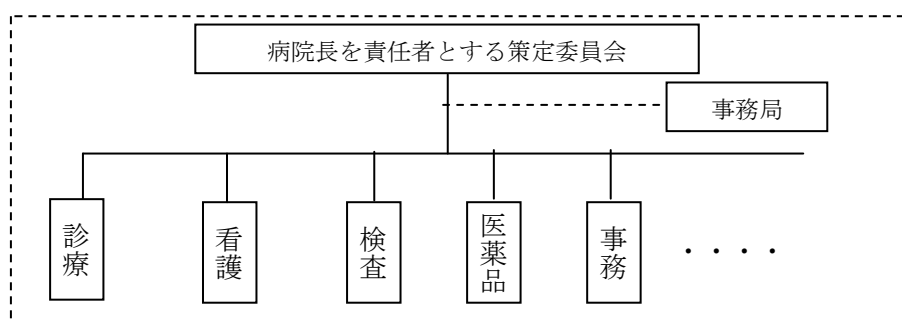 病院長を責任者とする策定委員会
事務局
診療
看護
検査
医薬品
事務
・・・・